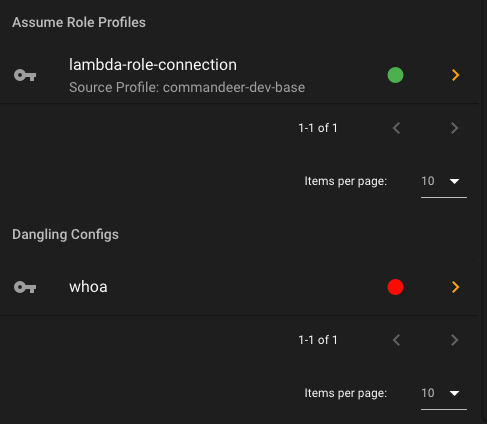 Assume Role Profiles
lambda-role-connection
Source Profile: commandeer-dev-base
1-1 of 1
Items per page: 10
Dangling Configs
whoa
1-1 of 1
Items per page: 10